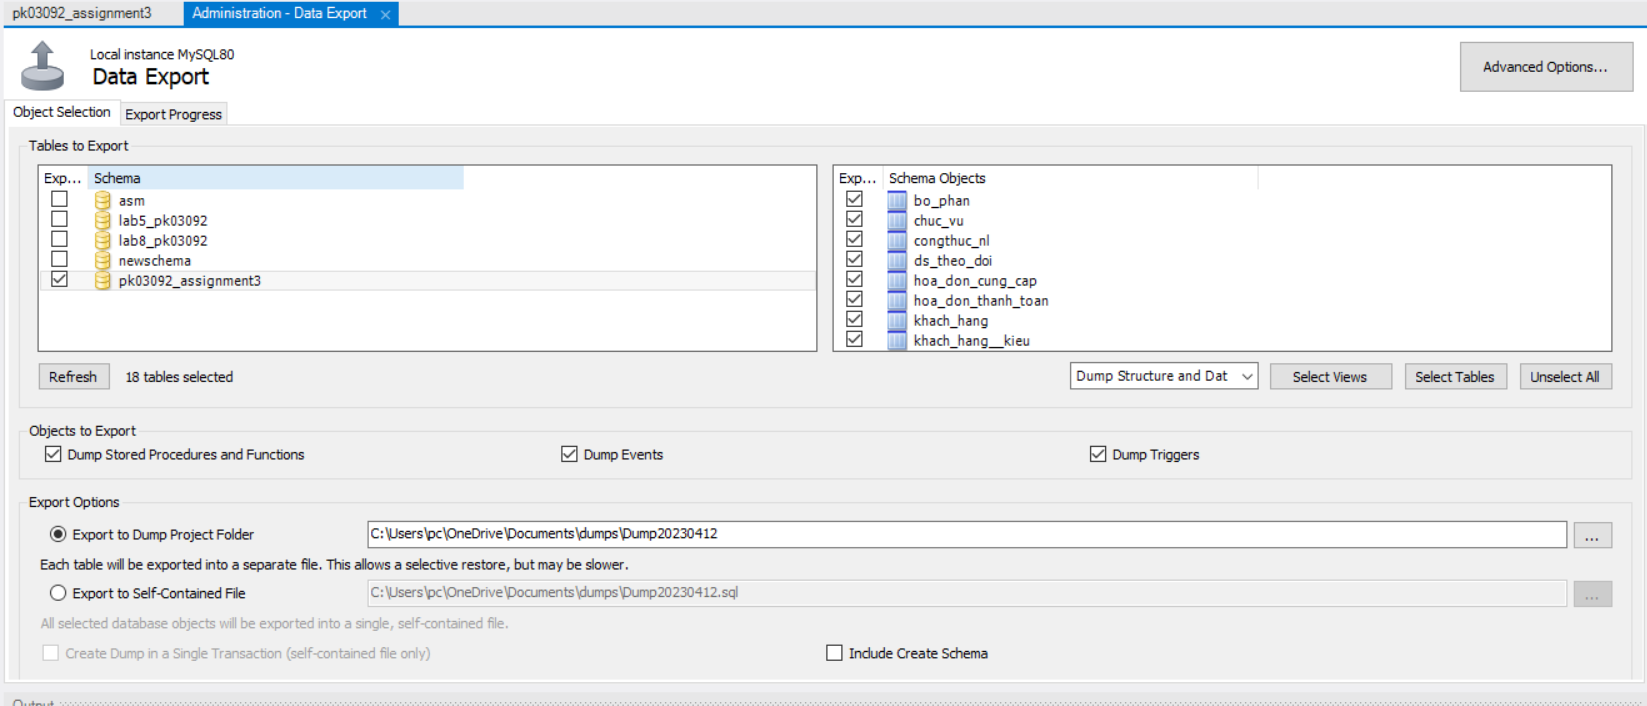 pk03092_assignment3 Administration - Data Export ×
Local instance MySQL80
Data Export
Advanced Options...
Object Selection Export Progress
Tables to Export
Exp... Schema
asm
lab5_pk03092
lab8_pk03092
newschema
pk03092_assignment3
Exp... Schema Objects
bo_phan
chuc_vu
congthuc_nl
ds_theo_doi
hoa_don_cung_cap
hoa_don_thanh_toan
khach_hang
khach_hang__kieu
Refresh 18 tables selected Dump Structure and Dat Select Views Select Tables Unselect All
Objects to Export
Dump Stored Procedures and Functions Dump Events Dump Triggers
Export Options
Export to Dump Project Folder C:\Users\pc\OneDrive\Documents\dumps\Dump20230412 ...
Each table will be exported into a separate file. This allows a selective restore, but may be slower.
Export to Self-Contained File C:\Users\pc\OneDrive\Documents\dumps\Dump20230412.sql ...
All selected database objects will be exported into a single, self-contained file.
Create Dump in a Single Transaction (self-contained file only) Include Create Schema
Output